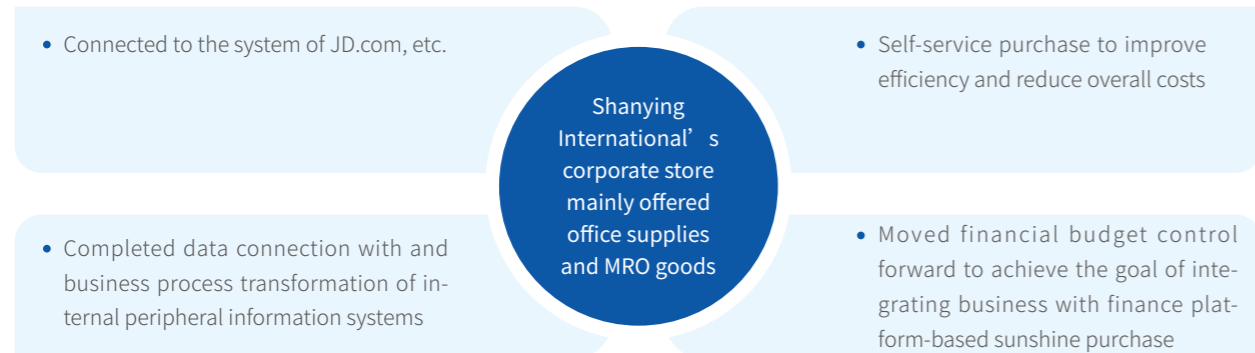 • Connected to the system of JD.com, etc.
• Self-service purchase to improve
efficiency and reduce overall costs
Shanying
International’ s
corporate store
mainly offered
office supplies
and MRO goods
• Completed data connection with and
business process transformation of in-
ternal peripheral information systems
• Moved financial budget control
forward to achieve the goal of inte-
grating business with finance plat-
form-based sunshine purchase